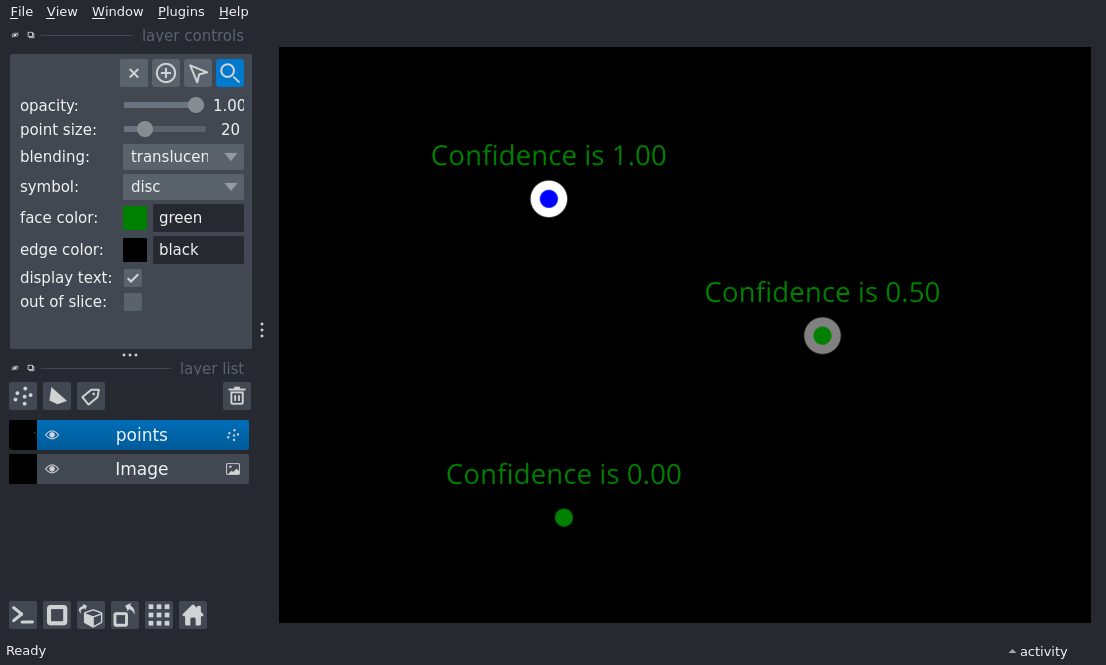 File View Window Plugins Help
layer controls
opacity: 1.00
point size: 20
blending: translucen
symbol: disc
face color: green
edge color: black
display text:
out of slice:
layer list
points
Image
Confidence is 1.00
Confidence is 0.50
Confidence is 0.00
Ready
activity